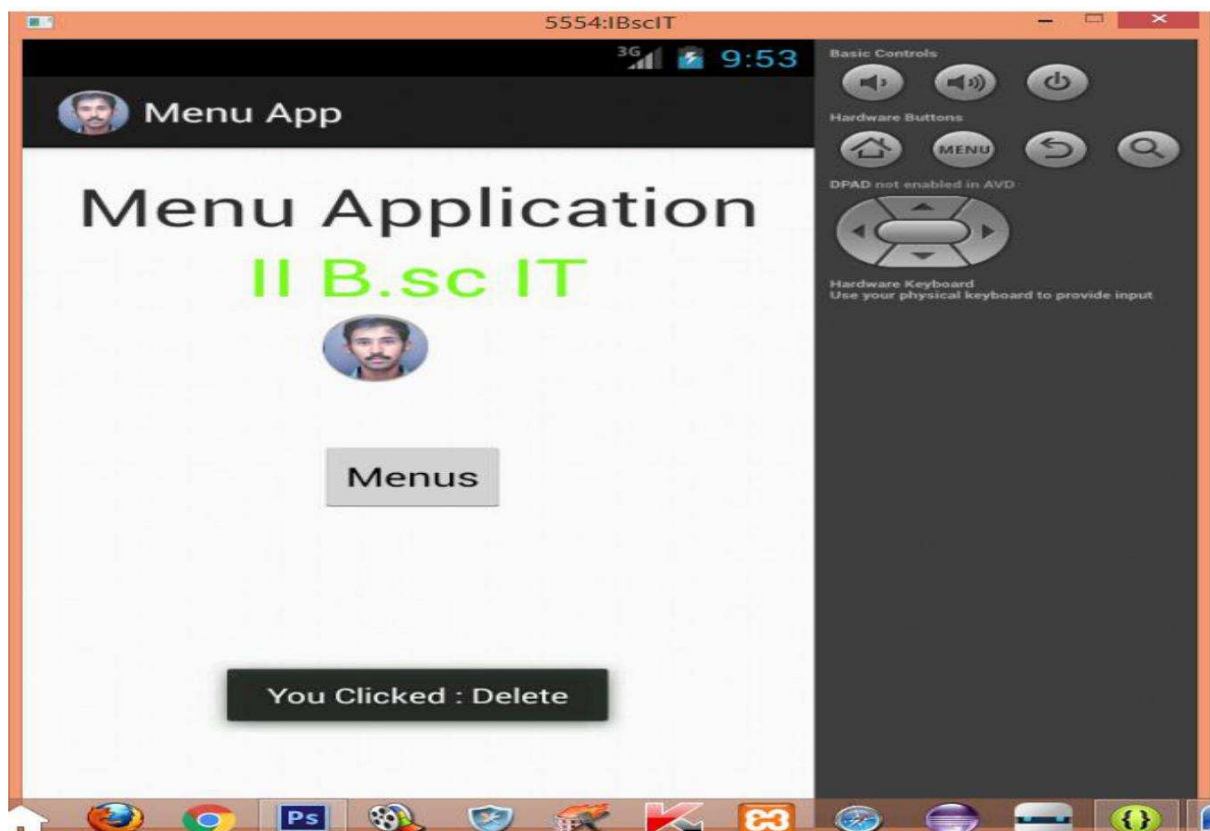 5554:IBscIT
3G 9:53
Menu App
Menu Application
II B.sc IT
Menus
You Clicked : Delete
Basic Controls
Hardware Buttons
MENU
DPAD not enabled in AVD
Hardware Keyboard
Use your physical keyboard to provide input
Ps